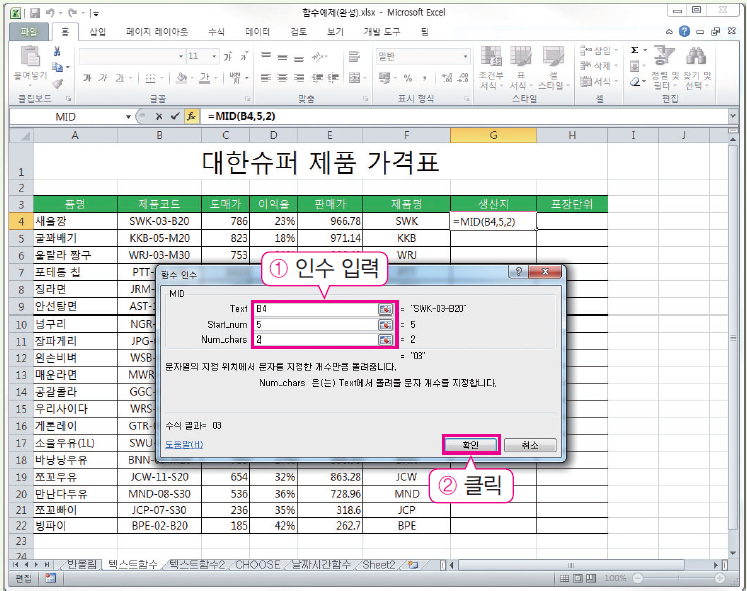 함수예제(완성).xlsx - Microsoft Excel
파일 홈 삽입 페이지 레이아웃 수식 데이터 검토 보기 개발 도구 팀
붙여넣기
11
가 가 가
일반
조건부 서식 표 서식 셀 스타일
삽입
삭제
서식
정렬 및 필터 찾기 및 선택
클립보드 글꼴 맞춤 표시 형식 스타일 셀 편집
MID =MID(B4,5,2)
A B C D E F G H I J
1 대한슈퍼 제품 가격표
2
3 품명 제품코드 도매가 이익율 판매가 제품명 생산지 포장단위
4 새울깡 SWK-03-B20 786 23% 966.78 SWK =MID(B4,5,2)
5 굴꽈배기 KKB-05-M20 823 18% 971.14 KKB
6 울랄라 짱구 WRJ-03-M30 753 WRJ
① 인수 입력
7 포테톰 칩 PTT-
함수 인수
8 징라면 JRM-
MID
9 안선탕면 AST-
Text B4 = "SWK-03-B20"
10 넝구리 NGR-
Start_num 5 = 5
11 잠파게리 JPG-
Num_chars 2 = 2
12 왼손비벼 WSB-
= "03"
문자열의 지정 위치에서 문자를 지정한 개수만큼 돌려줍니다.
13 매운라면 MWR
Num_chars 은(는) Text에서 돌려줄 문자 개수를 지정합니다.
14 공갈콜라 GGC-
15 우리사이다 WRS-
16 게톤레이 GTR-
수식 결과= 03
17 소울우유(1L) SWU-
도움말(H) 확인 취소
18 바낭낭우유 BNN-
19 쪼꼬우유 JCW-11-S20 654 32% 863.28 JCW
② 클릭
20 만난다두유 MND-08-S30 536 36% 728.96 MND
21 쪼꼬빠이 JCP-07-S30 236 35% 318.6 JCP
22 빙파이 BPE-02-B20 185 42% 262.7 BPE
23
24
반올림 텍스트함수 텍스트함수2 CHOOSE 날짜시간함수 Sheet2
편집 100%